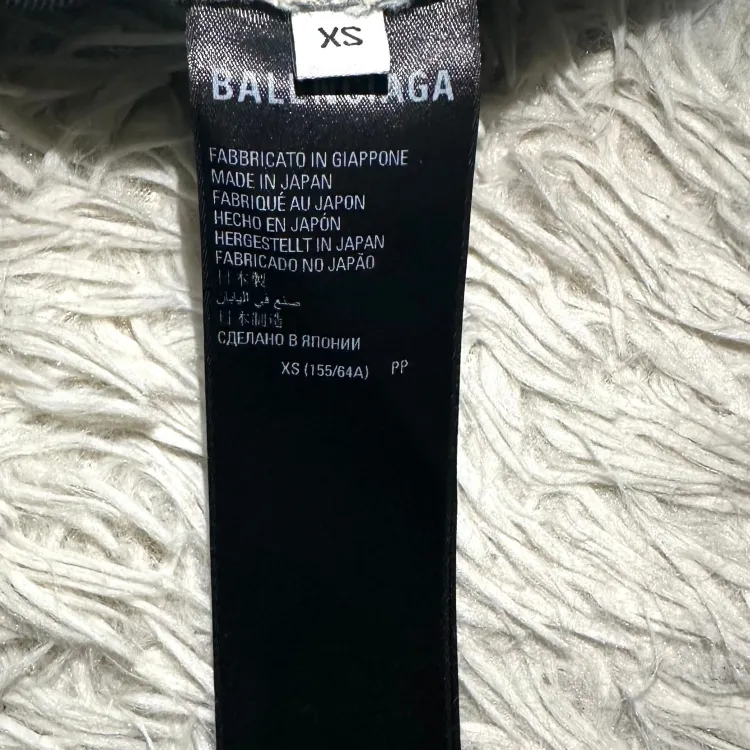 XS
BALENCIAGA
FABBRICATO IN GIAPPONE
MADE IN JAPAN
FABRIQUÉ AU JAPON
HECHO EN JAPÓN
HERGESTELLT IN JAPAN
FABRICADO NO JAPÃO
日本製
صنع في اليابان
日本制造
СДЕЛАНО В ЯПОНИИ
XS (155/64A) PP